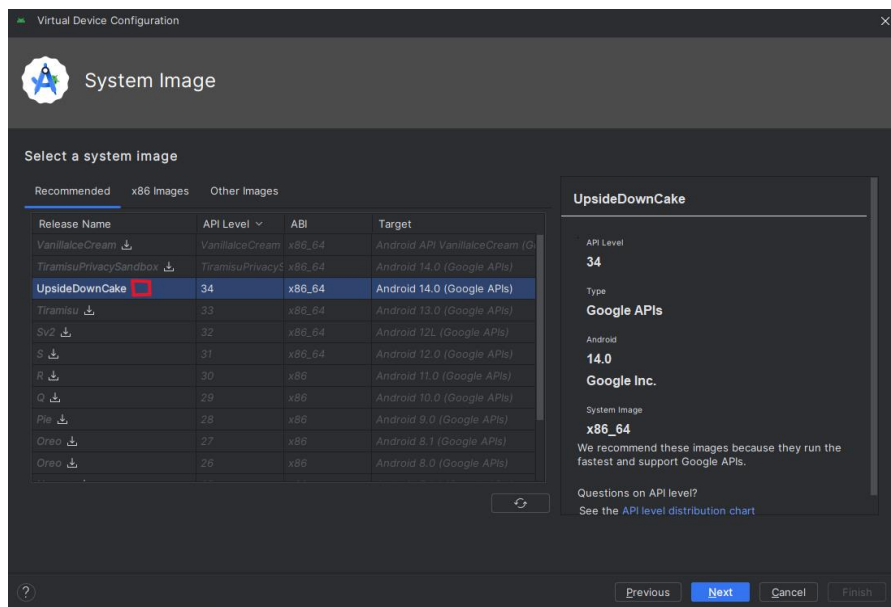 Virtual Device Configuration
System Image
Select a system image
Recommended x86 Images Other Images
Release Name API Level ABI Target
VanillaIceCream VanillaIceCream x86_64 Android API VanillaIceCream (G
TiramisuPrivacySandbox TiramisuPrivacyS x86_64 Android 14.0 (Google APIs)
UpsideDownCake 34 x86_64 Android 14.0 (Google APIs)
Tiramisu 33 x86_64 Android 13.0 (Google APIs)
Sv2 32 x86_64 Android 12L (Google APIs)
S 31 x86_64 Android 12.0 (Google APIs)
R 30 x86 Android 11.0 (Google APIs)
Q 29 x86 Android 10.0 (Google APIs)
Pie 28 x86 Android 9.0 (Google APIs)
Oreo 27 x86 Android 8.1 (Google APIs)
Oreo 26 x86 Android 8.0 (Google APIs)
UpsideDownCake
API Level
34
Type
Google APIs
Android
14.0
Google Inc.
System Image
x86_64
We recommend these images because they run the
fastest and support Google APIs.
Questions on API level?
See the API level distribution chart
? Previous Next Cancel Finish